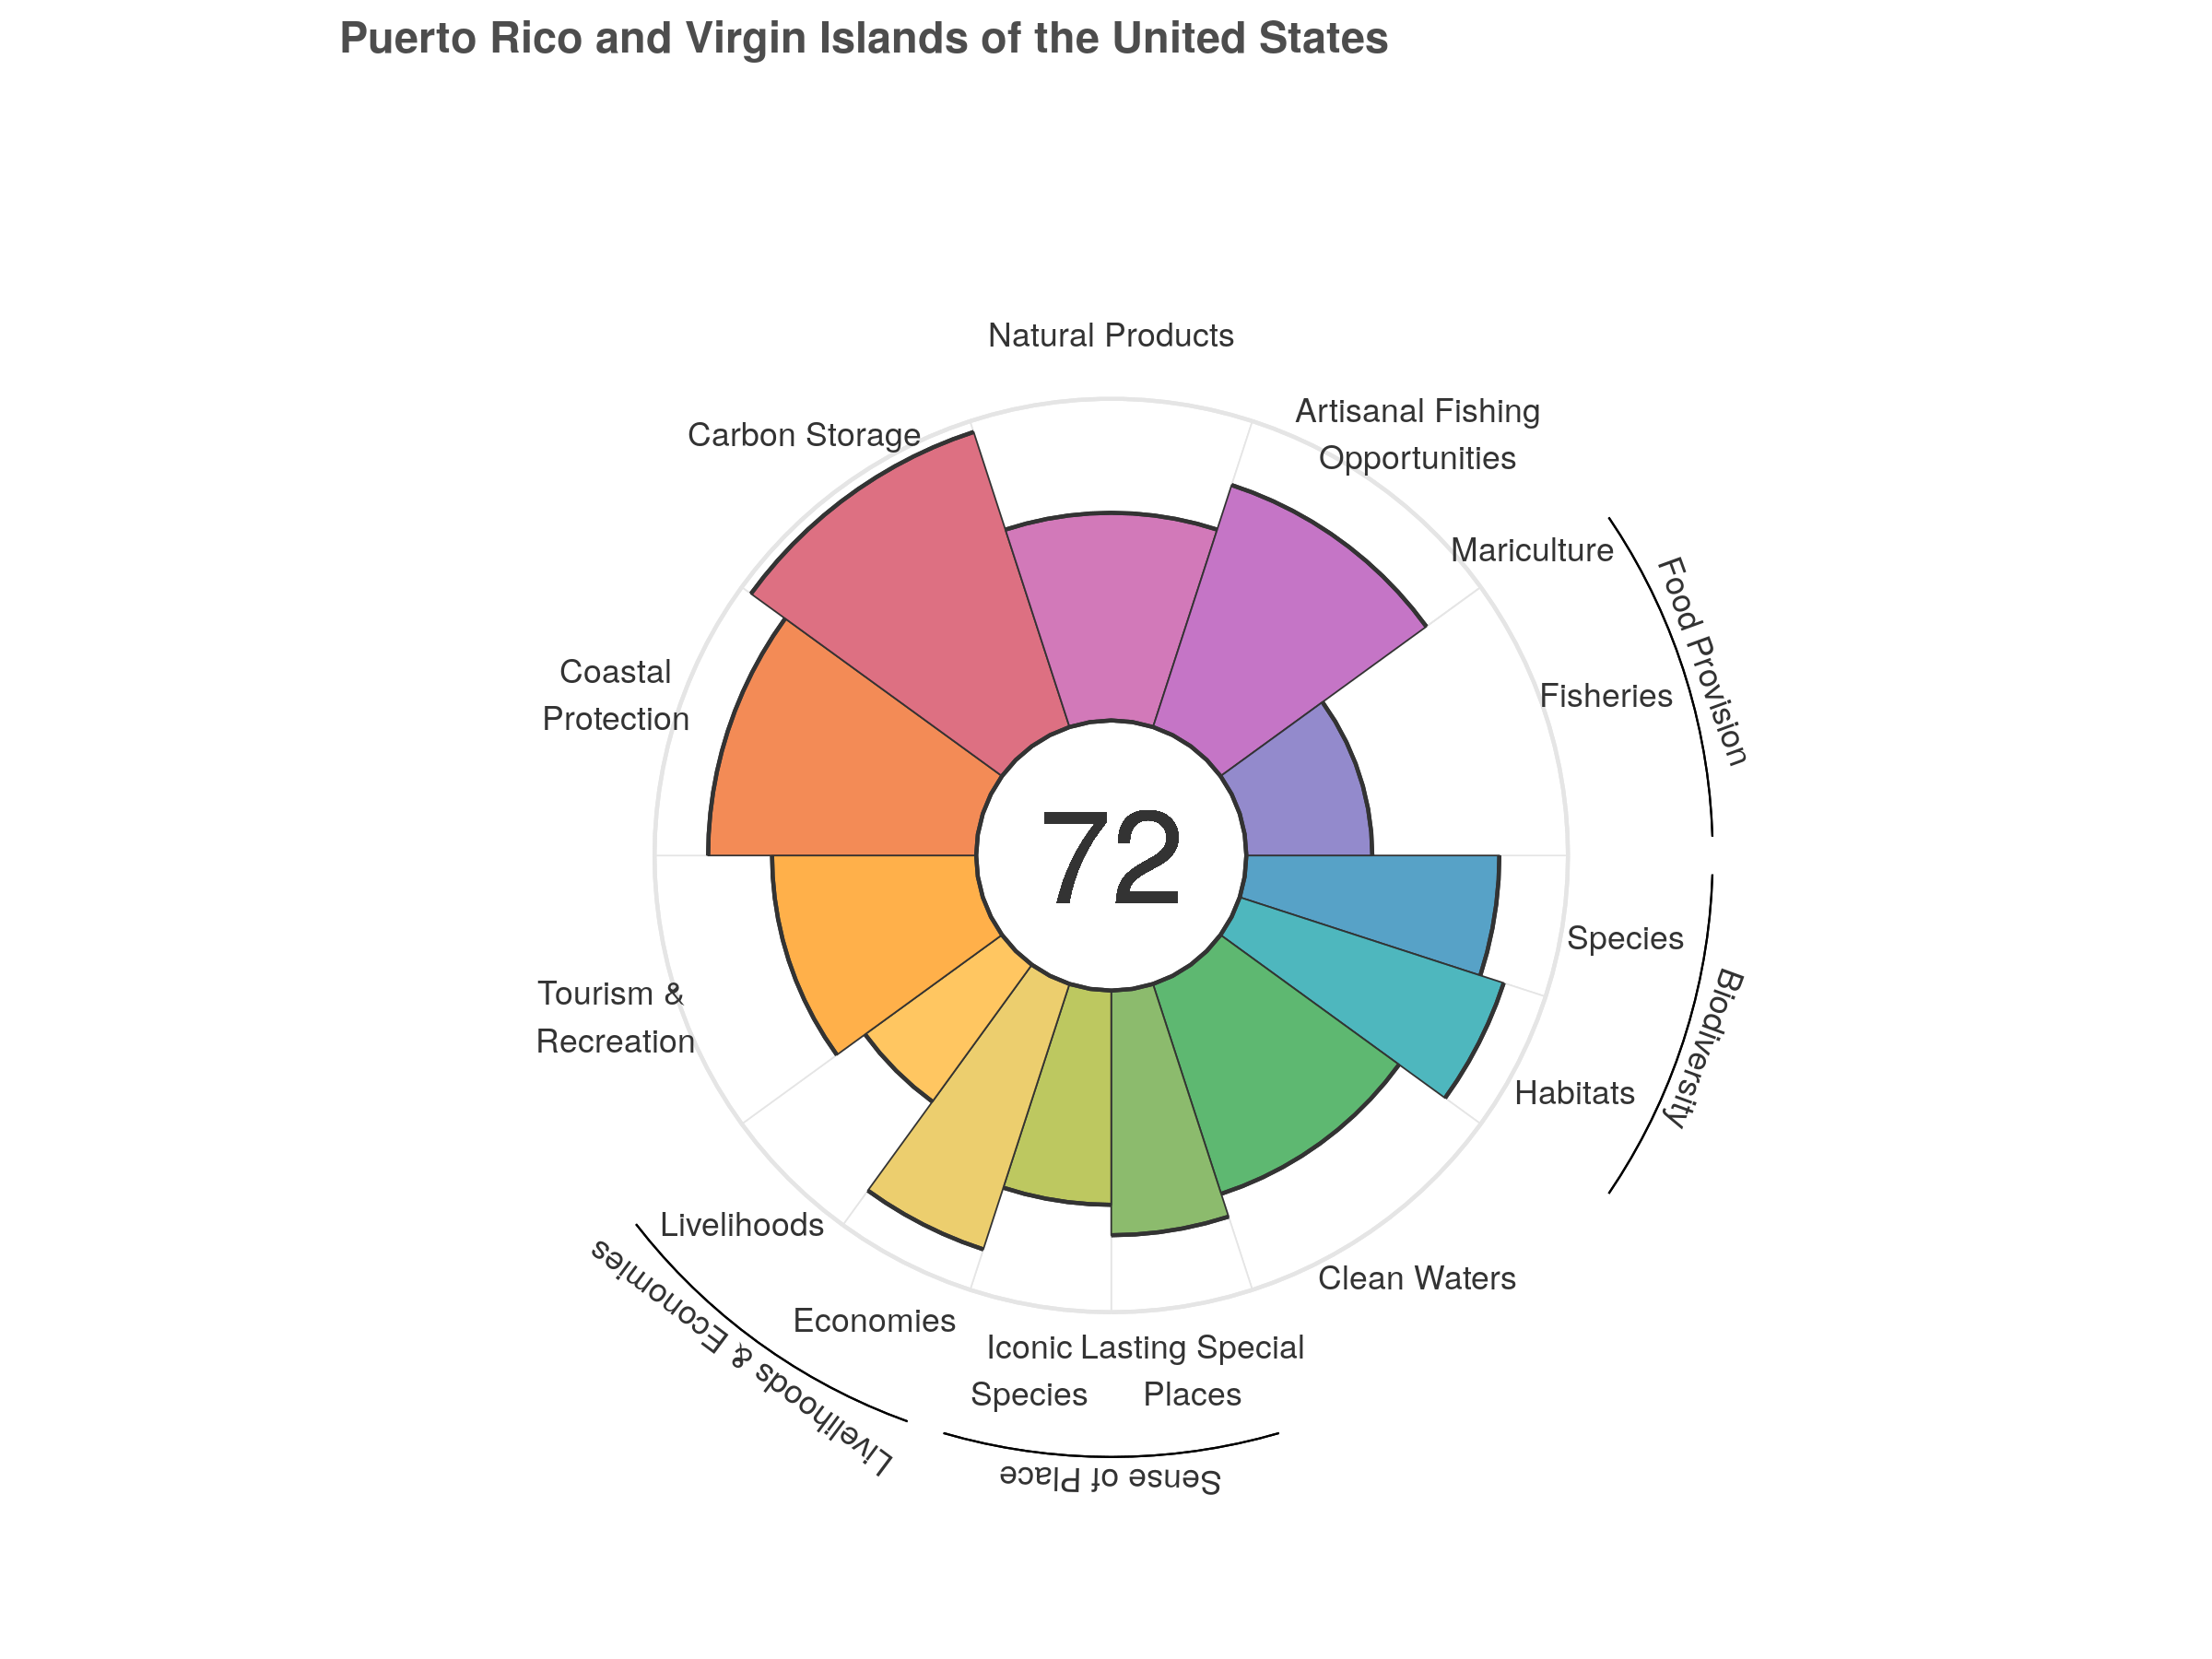 Puerto Rico and Virgin Islands of the United States
Natural Products
Artisanal Fishing
Opportunities
Carbon Storage
Mariculture
Food Provision
Coastal
Protection
Fisheries
72
Species
Biodiversity
Tourism &
Recreation
Habitats
Livelihoods
Clean Waters
Livelihoods & Economies
Economies
Iconic
Species
Lasting Special
Places
Sense of Place